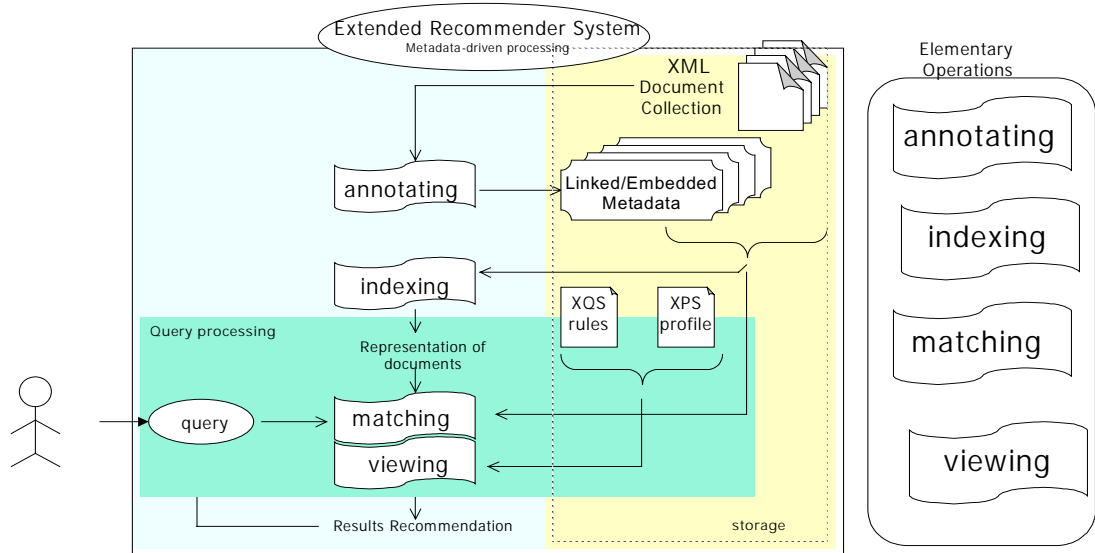 Extended Recommender System
Metadata-driven processing
XML
Document
Collection
annotating
Linked/Embedded
Metadata
indexing
XQS
rules
XPS
profile
Query processing
Representation of
documents
query
matching
viewing
Results Recommendation
storage
Elementary
Operations
annotating
indexing
matching
viewing